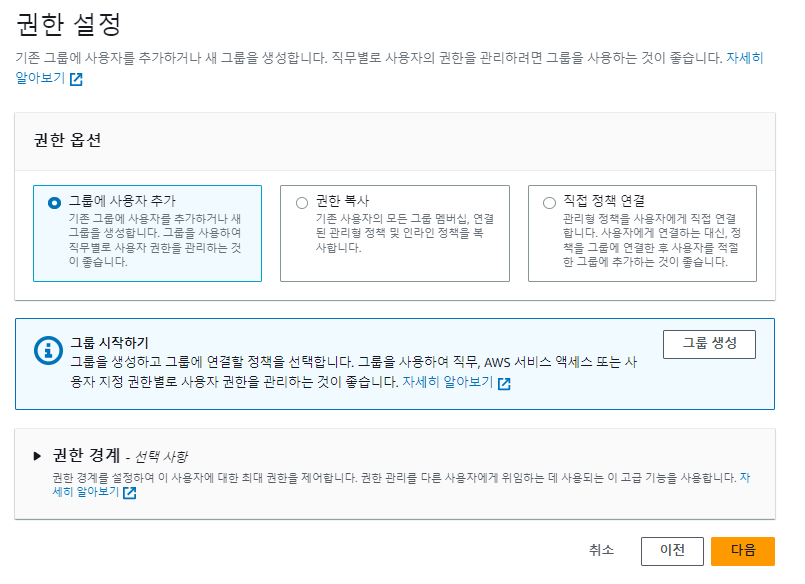 권한 설정
기존 그룹에 사용자를 추가하거나 새 그룹을 생성합니다. 직무별로 사용자의 권한을 관리하려면 그룹을 사용하는 것이 좋습니다. 자세히
알아보기
권한 옵션
그룹에 사용자 추가
기존 그룹에 사용자를 추가하거나 새
그룹을 생성합니다. 그룹을 사용하여
직무별로 사용자 권한을 관리하는 것
이 좋습니다.
권한 복사
기존 사용자의 모든 그룹 멤버십, 연결
된 관리형 정책 및 인라인 정책을 복
사합니다.
직접 정책 연결
관리형 정책을 사용자에게 직접 연결
합니다. 사용자에게 연결하는 대신, 정
책을 그룹에 연결한 후 사용자를 적절
한 그룹에 추가하는 것이 좋습니다.
그룹 시작하기
그룹을 생성하고 그룹에 연결할 정책을 선택합니다. 그룹을 사용하여 직무, AWS 서비스 액세스 또는 사
용자 지정 권한별로 사용자 권한을 관리하는 것이 좋습니다. 자세히 알아보기
그룹 생성
권한 경계 - 선택 사항
권한 경계를 설정하여 이 사용자에 대한 최대 권한을 제어합니다. 권한 관리를 다른 사용자에게 위임하는 데 사용되는 이 고급 기능을 사용합니다. 자
세히 알아보기
취소
이전
다음